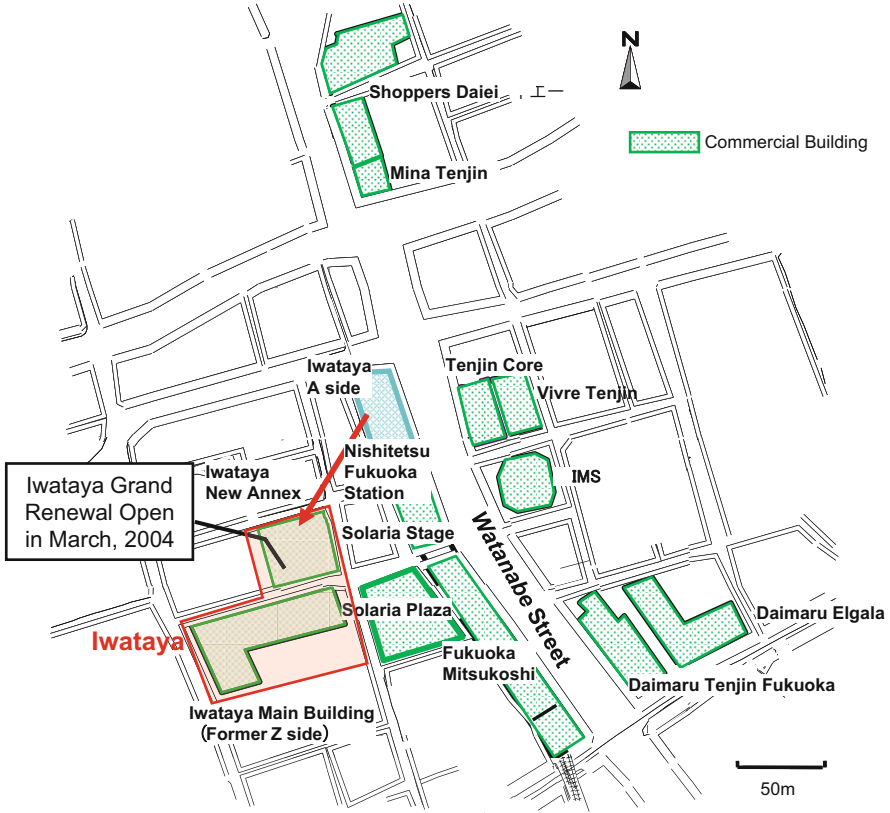 N
Shoppers Daiei
, エー
Commercial Building
Mina Tenjin
Iwataya
A side
Tenjin Core
Vivre Tenjin
Nishitetsu
Fukuoka
Station
Iwataya
New Annex
IMS
Iwataya Grand
Renewal Open
in March, 2004
Solaria Stage
Watanabe Street
Solaria Plaza
Iwataya
Daimaru Elgala
Fukuoka
Mitsukoshi
Daimaru Tenjin Fukuoka
Iwataya Main Building
(Former Z side)
50m